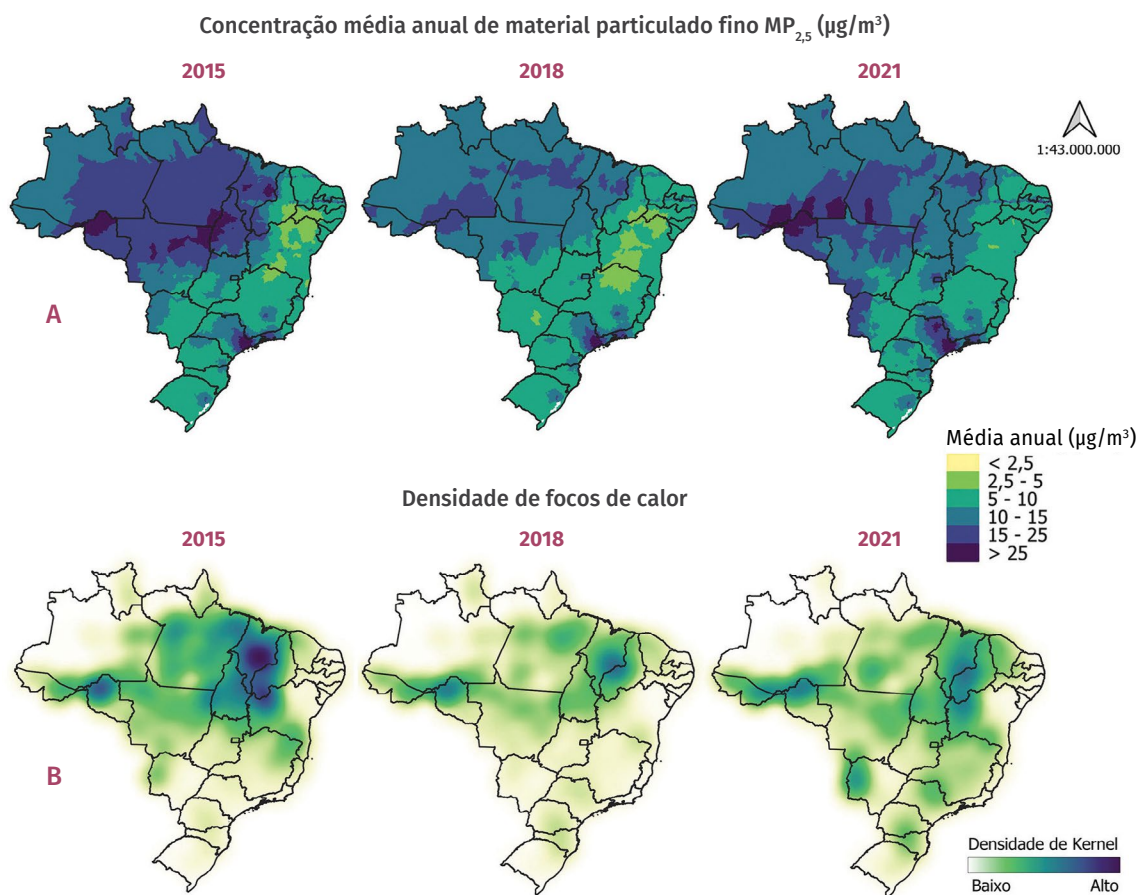 Concentração média anual de material particulado fino MP2,5 (µg/m³)
2015
2018
2021
1:43.000.000
A
Média anual (µg/m³)
< 2,5
2,5 - 5
5 - 10
10 - 15
15 - 25
> 25
Densidade de focos de calor
2015
2018
2021
B
Densidade de Kernel
Baixo Alto